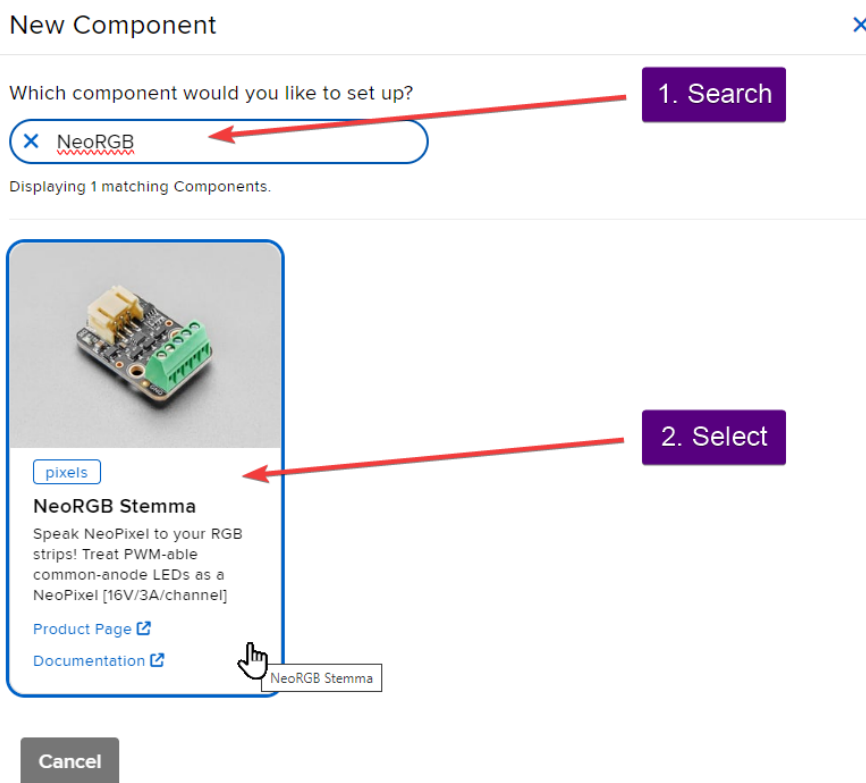 New Component
Which component would you like to set up?
1. Search
NeoRGB
Displaying 1 matching Components.
pixels
2. Select
NeoRGB Stemma
Speak NeoPixel to your RGB
strips! Treat PWM-able
common-anode LEDs as a
NeoPixel [16V/3A/channel]
Product Page
Documentation
NeoRGB Stemma
Cancel